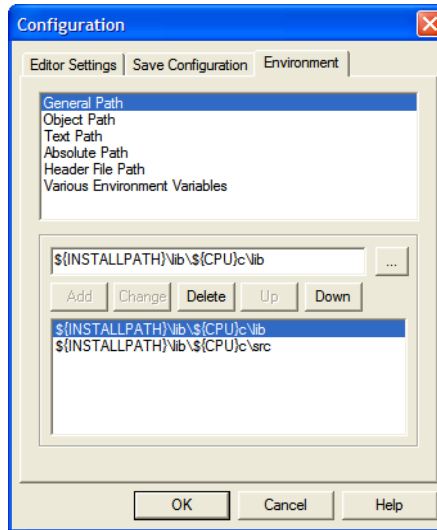 Configuration
Editor Settings Save Configuration Environment
General Path
Object Path
Text Path
Absolute Path
Header File Path
Various Environment Variables
${INSTALLPATH}\lib\${CPU}c\lib ...
Add Change Delete Up Down
${INSTALLPATH}\lib\${CPU}c\lib
${INSTALLPATH}\lib\${CPU}c\src
OK Cancel Help